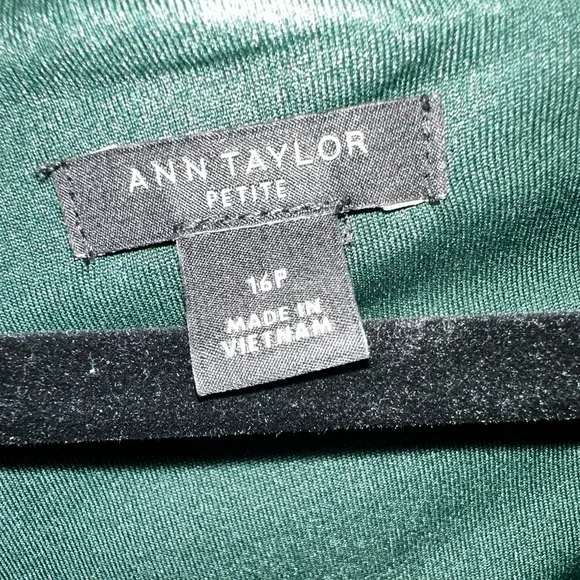 ANN TAYLOR
PETITE
16P
MADE IN
VIETNAM